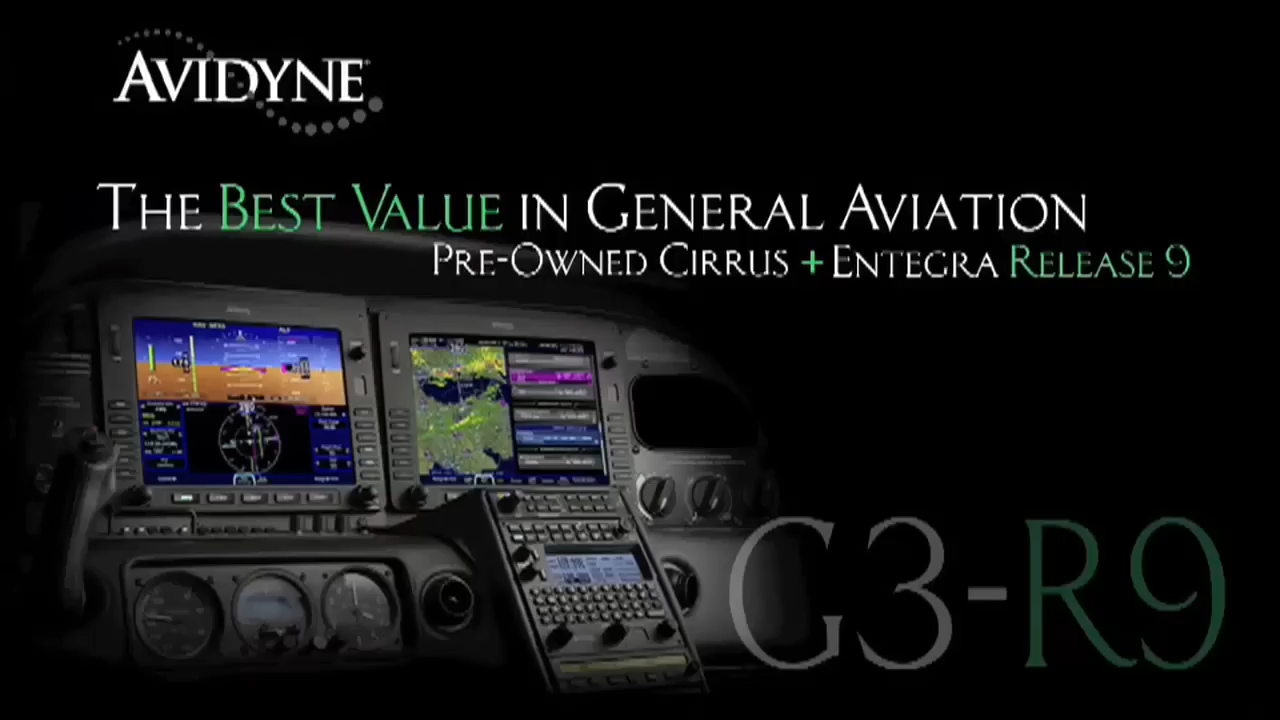 AVIDYNE
THE BEST VALUE IN GENERAL AVIATION
PRE-OWNED CIRRUS + ENTEGRA RELEASE 9
G3-R9